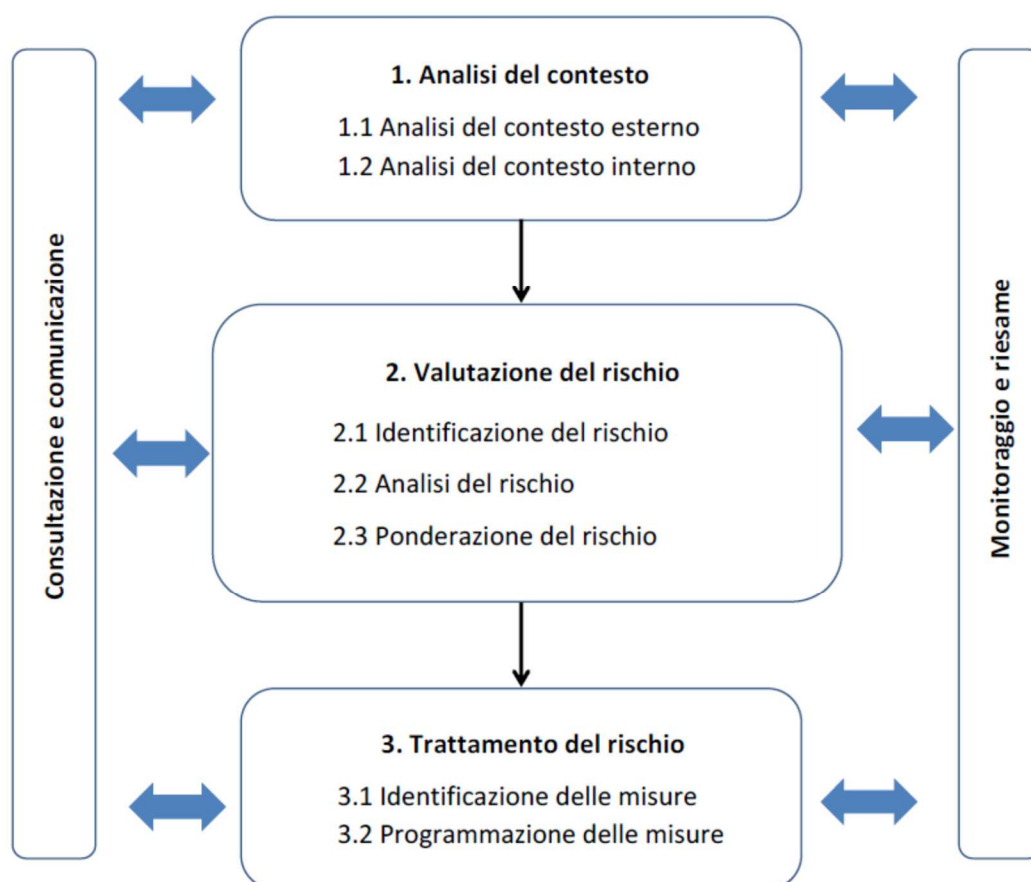 Consultazione e comunicazione
1. Analisi del contesto
1.1 Analisi del contesto esterno
1.2 Analisi del contesto interno
2. Valutazione del rischio
2.1 Identificazione del rischio
2.2 Analisi del rischio
2.3 Ponderazione del rischio
3. Trattamento del rischio
3.1 Identificazione delle misure
3.2 Programmazione delle misure
Monitoraggio e riesame